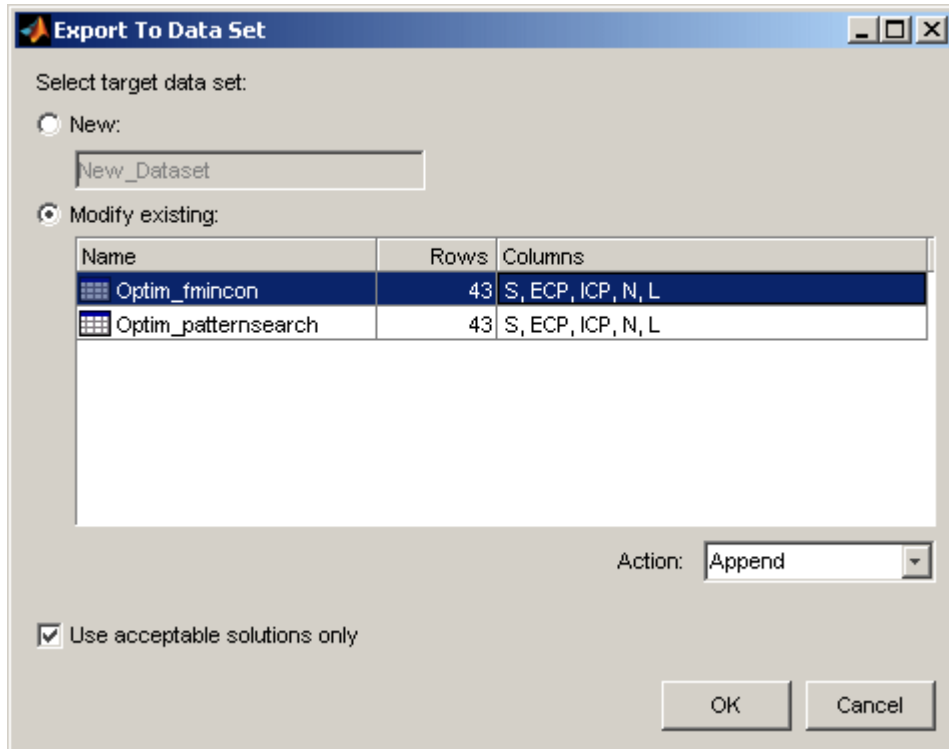 Export To Data Set
Select target data set:
New:
New_Dataset
Modify existing:
Name Rows Columns
Optim_fmincon 43 S, ECP, ICP, N, L
Optim_patternsearch 43 S, ECP, ICP, N, L
Action: Append
Use acceptable solutions only
OK Cancel